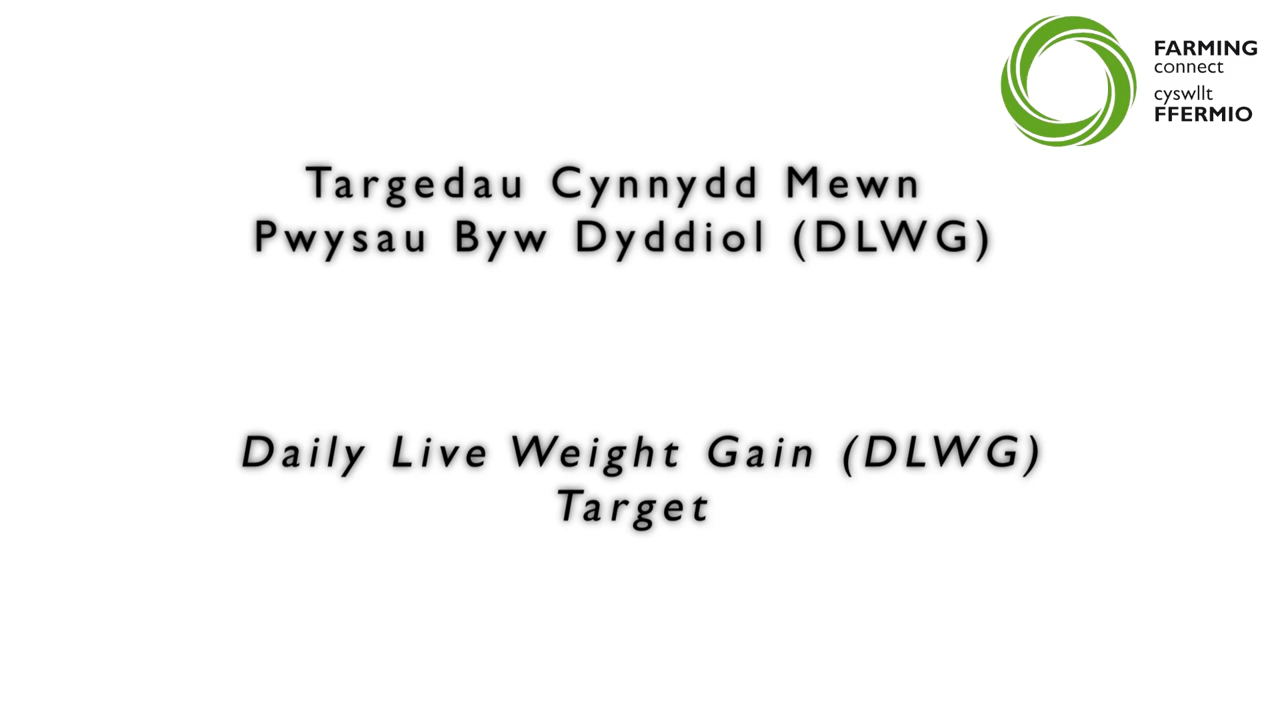 FARMING
connect
cyswllt
FFERMIO
Targedau Cynnydd Mewn
Pwysau Byw Dyddiol (DLWG)
Daily Live Weight Gain (DLWG)
Target